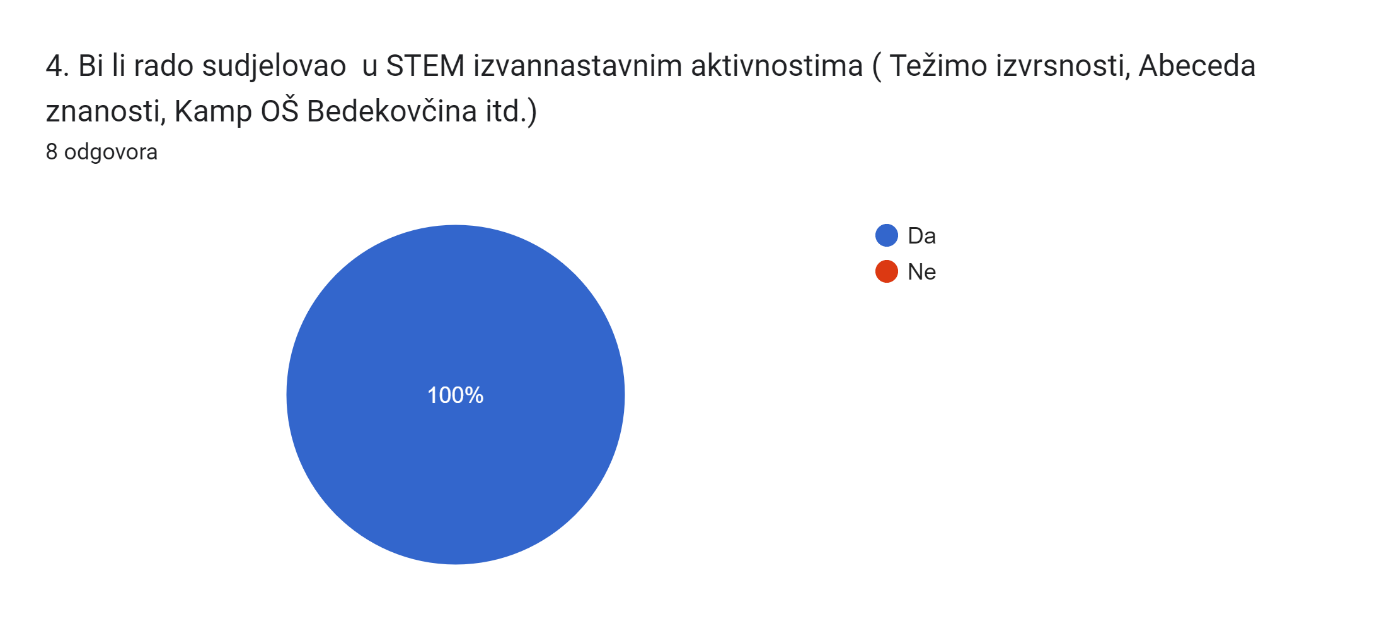 4. Bi li rado sudjelovao  u STEM izvannastavnim aktivnostima ( Težimo izvrsnosti, Abeceda
znanosti, Kamp OŠ Bedekovčina itd.)
8 odgovora
Da
Ne
100%